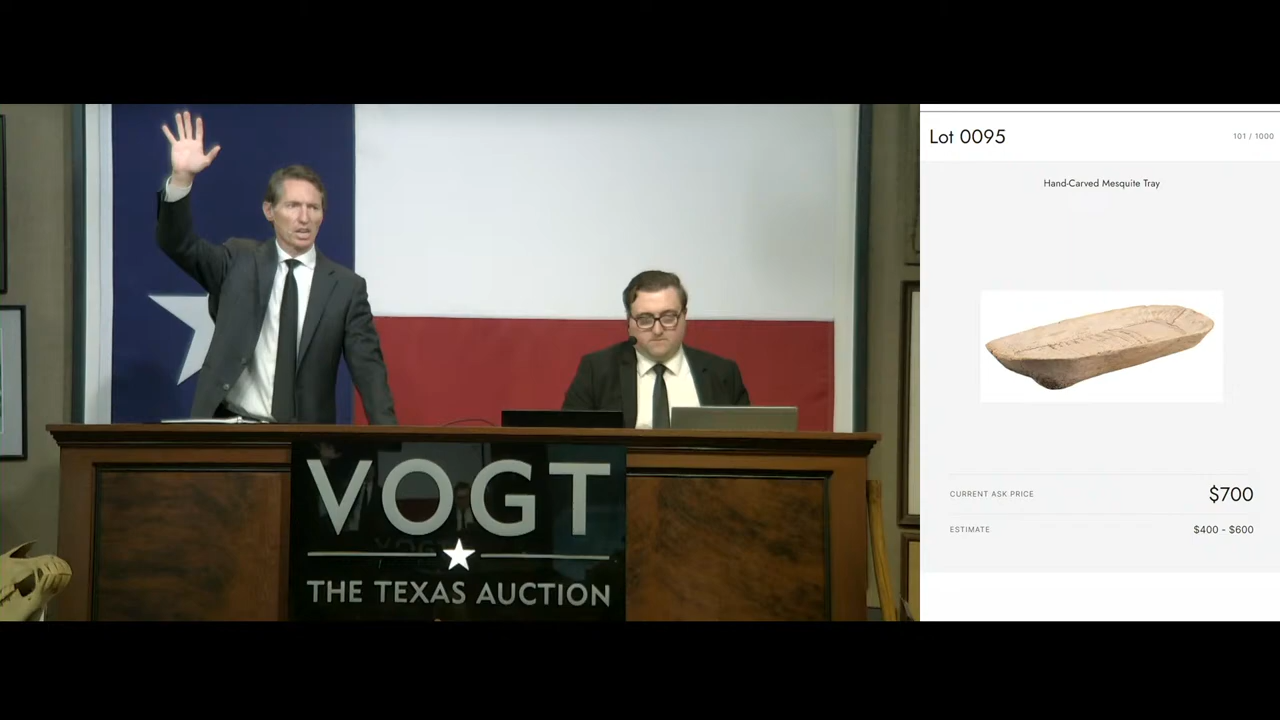 VOGT
THE TEXAS AUCTION
Lot 0095
101 / 1000
Hand-Carved Mesquite Tray
CURRENT ASK PRICE
$700
ESTIMATE
$400 - $600